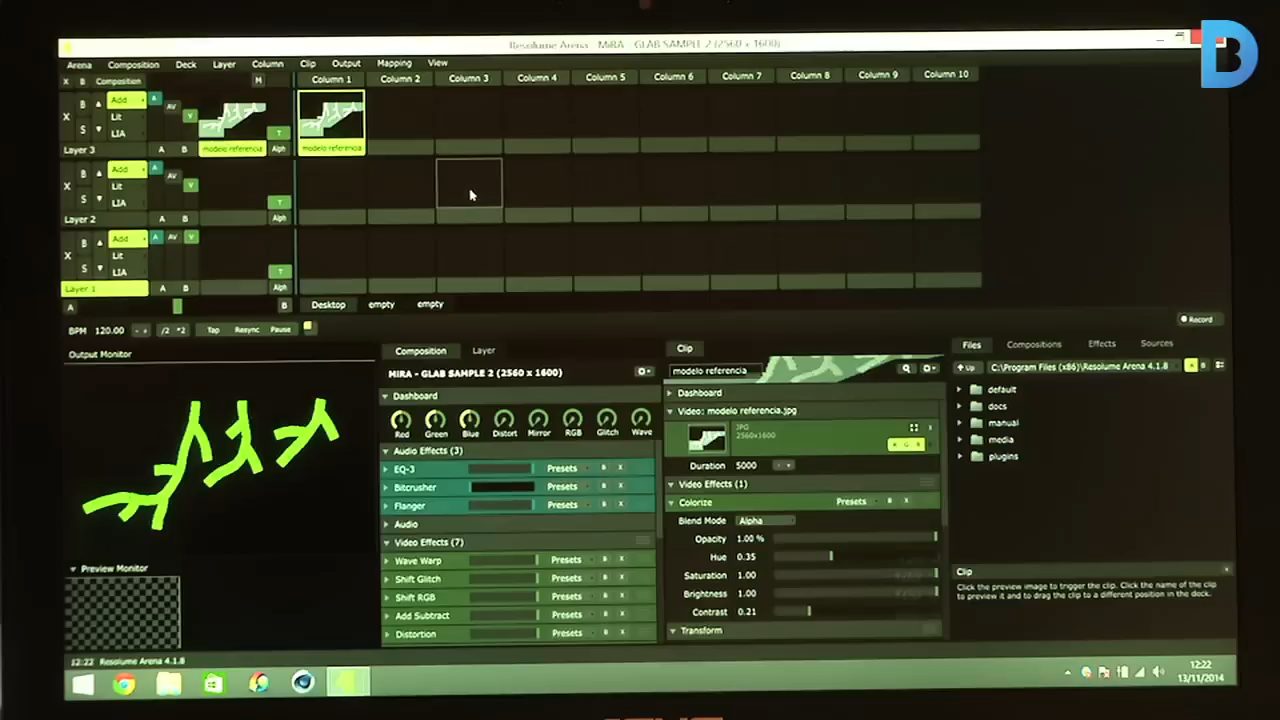 Resolume Arena - MiRA - GLAB SAMPLE 2 (2560 x 1600)
Arena Composition Deck Layer Column Clip Output Mapping View
X B Composition M Column 1 Column 2 Column 3 Column 4 Column 5 Column 6 Column 7 Column 8 Column 9 Column 10
B Add A AV
X Lit V
S LIA T
Layer 3 A B modelo referencia Alph modelo referencia
B Add A AV
X Lit V
S LIA T
Layer 2 A B Alph
B Add A AV V
X Lit
S LIA T
Layer 1 A B Alph
A B Desktop empty empty
BPM 120.00 - + /2 *2 Tap Resync Pause
Record
Output Monitor
Composition Layer
MiRA - GLAB SAMPLE 2 (2560 x 1600)
Dashboard
Red Green Blue Distort Mirror RGB Glitch Wave
Audio Effects (3)
EQ-3 Presets B X
Bitcrusher Presets B X
Flanger Presets B X
Audio
Video Effects (7)
Wave Warp Presets B X
Shift Glitch Presets B X
Shift RGB Presets B X
Add Subtract Presets B X
Distortion Presets B X
Clip
modelo referencia
Dashboard
Video: modelo referencia.jpg
JPG
2560x1600
Duration 5000
Video Effects (1)
Colorize Presets B X
Blend Mode Alpha
Opacity 1.00 %
Hue 0.35
Saturation 1.00
Brightness 1.00
Contrast 0.21
Transform
Files Compositions Effects Sources
Up C:\Program Files (x86)\Resolume Arena 4.1.8 A B
default
docs
manual
media
plugins
Clip
Click the preview image to trigger the clip. Click the name of the clip
to preview it and to drag the clip to a different position in the deck.
Preview Monitor
12:22 Resolume Arena 4.1.8
12:22
13/11/2014
B